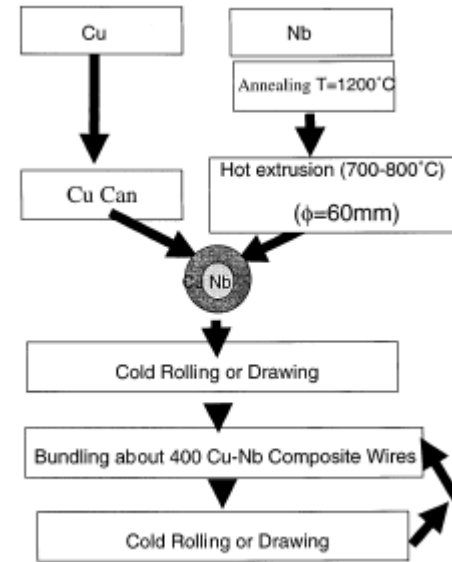 Cu
Nb
Annealing T=1200°C
Cu Can
Hot extrusion (700-800°C)
(ϕ=60mm)
Cu Nb
Cold Rolling or Drawing
Bundling about 400 Cu-Nb Composite Wires
Cold Rolling or Drawing